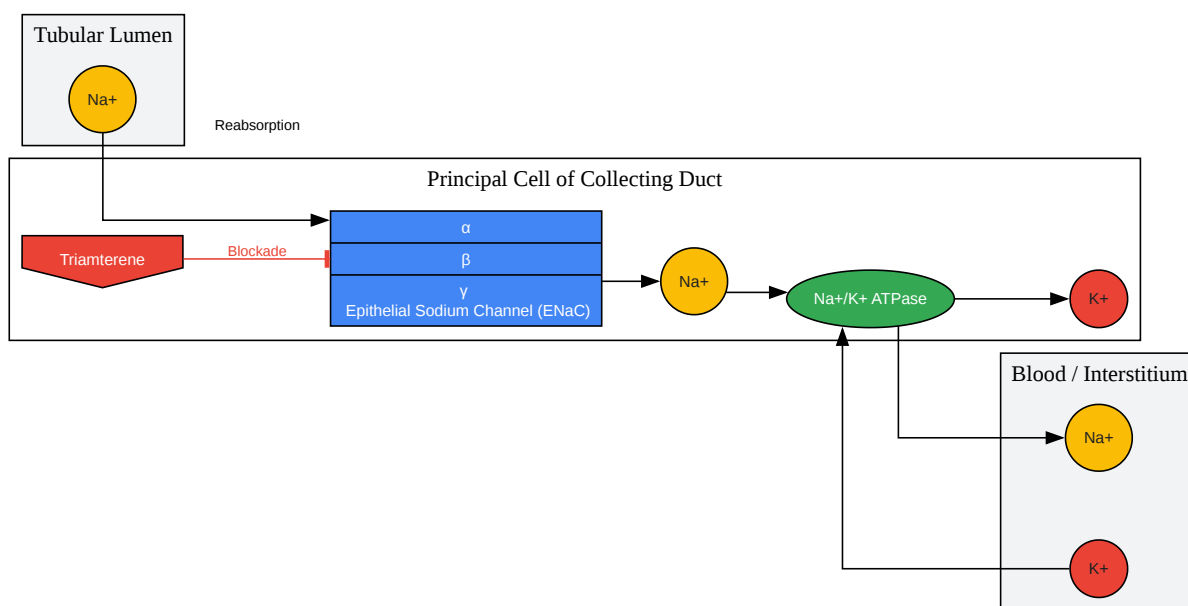 Tubular Lumen
Na+
Reabsorption
Principal Cell of Collecting Duct
Triamterene
Blockade
α
β
γ
Epithelial Sodium Channel (ENaC)
Na+
Na+/K+ ATPase
K+
Blood / Interstitium
Na+
K+